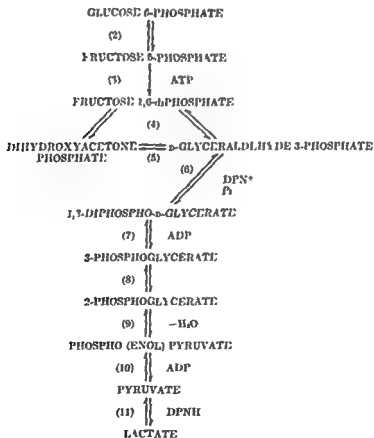 GLUCOSE 6-PHOSPHATE
(2)
FRUCTOSE 6-PHOSPHATE
(3) ATP
FRUCTOSE 1,6-diPHOSPHATE
(4)
DIHYDROXYACETONE D-GLYCERALDEHYDE 3-PHOSPHATE
PHOSPHATE (5)
(6)
DPN+
Pi
1,3-DIPHOSPHO-D-GLYCERATE
(7) ADP
3-PHOSPHOGLYCERATE
(8)
2-PHOSPHOGLYCERATE
(9) -H₂O
PHOSPHO (ENOL) PYRUVATE
(10) ADP
PYRUVATE
(11) DPNH
LACTATE